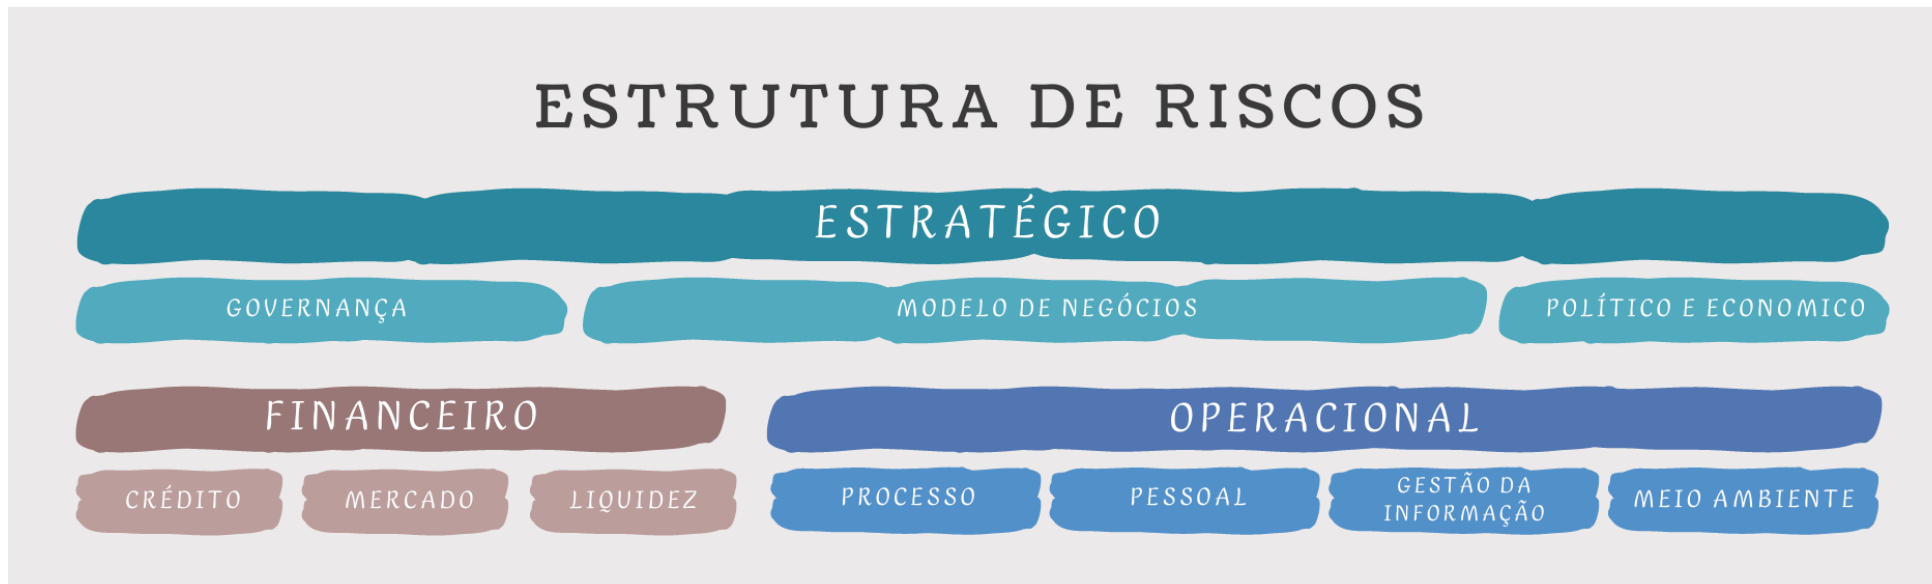 ESTRUTURA DE RISCOS
ESTRATÉGICO
GOVERNANÇA
MODELO DE NEGÓCIOS
POLÍTICO E ECONOMICO
FINANCEIRO
CRÉDITO
MERCADO
LIQUIDEZ
OPERACIONAL
PROCESSO
PESSOAL
GESTÃO DA
INFORMAÇÃO
MEIO AMBIENTE